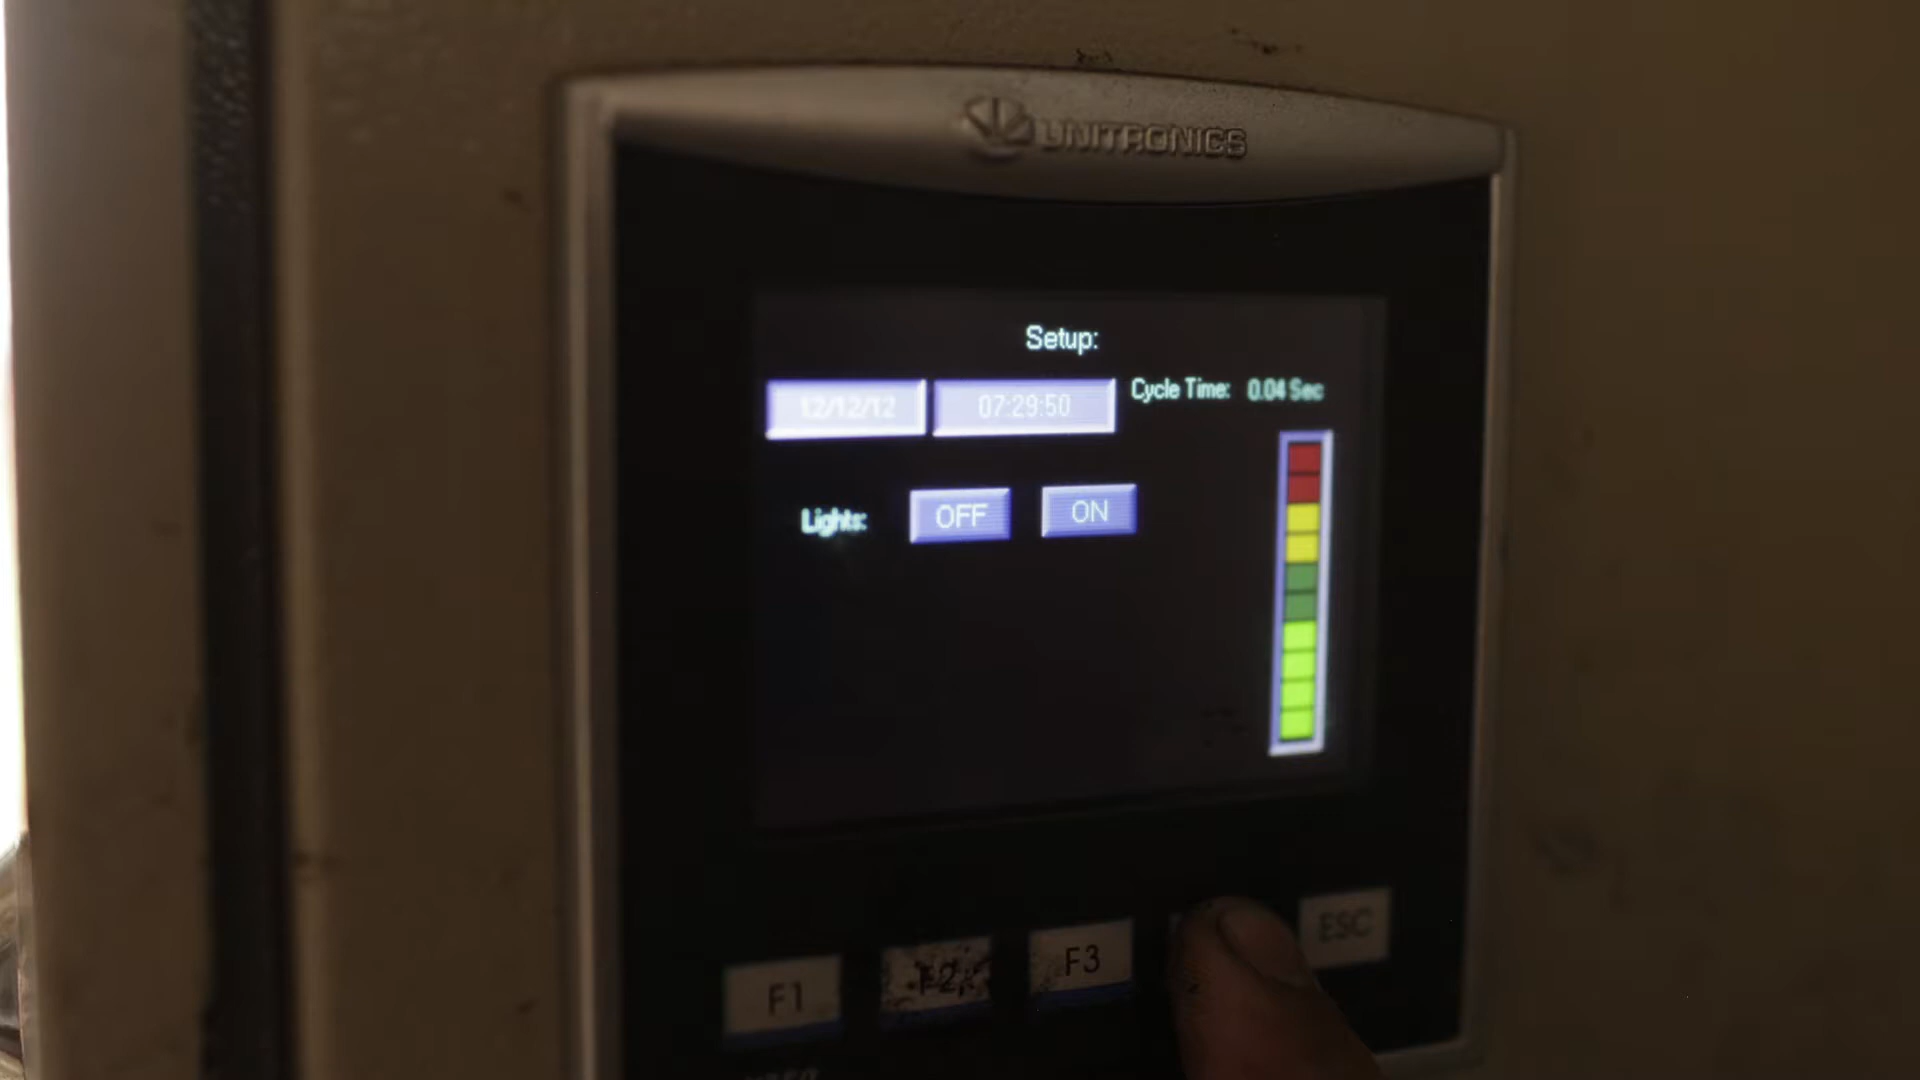 UNITRONICS
Setup:
12/12/12 07:29:50 Cycle Time: 0.04 Sec
Lights: OFF ON
F1 F2 F3 ESC